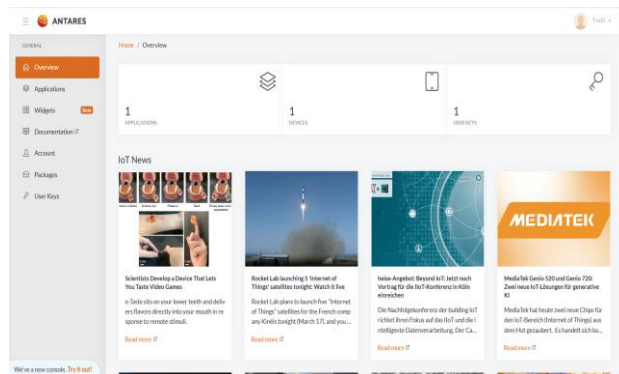 ANTARES
Fadil
GENERAL
Home / Overview
Overview
Applications
Widgets Beta
Documentation
Account
Packages
User Keys
1
APPLICATIONS
1
DEVICES
1
USERKEYS
IoT News
Scientists Develop a Device That Lets
You Taste Video Games
e-Taste sits on your lower teeth and deliv
ers flavors directly into your mouth in re
sponse to remote stimuli.
Read more
Rocket Lab launching 5 'Internet of
Things' satellites tonight: Watch it live
Rocket Lab plans to launch five "Internet
of Things" satellites for the French comp
any Kinéis tonight (March 17), and you ...
Read more
heise-Angebot: Beyond IoT: Jetzt noch
Vortrag für die IIoT-Konferenz in Köln
einreichen
Die Nachfolgekonferenz der building IoT
richtet ihren Fokus auf das IIoT und die i
ntelligente Datenverarbeitung. Der Ca...
Read more
MEDIATEK
MediaTek Genio 520 und Genio 720:
Zwei neue IoT-Lösungen für generative
KI
MediaTek hat heute zwei neue Chips für
den IoT-Bereich (Internet of Things) aus
dem Hut gezaubert. Es handelt sich ko...
Read more
We've a new console. Try it out!